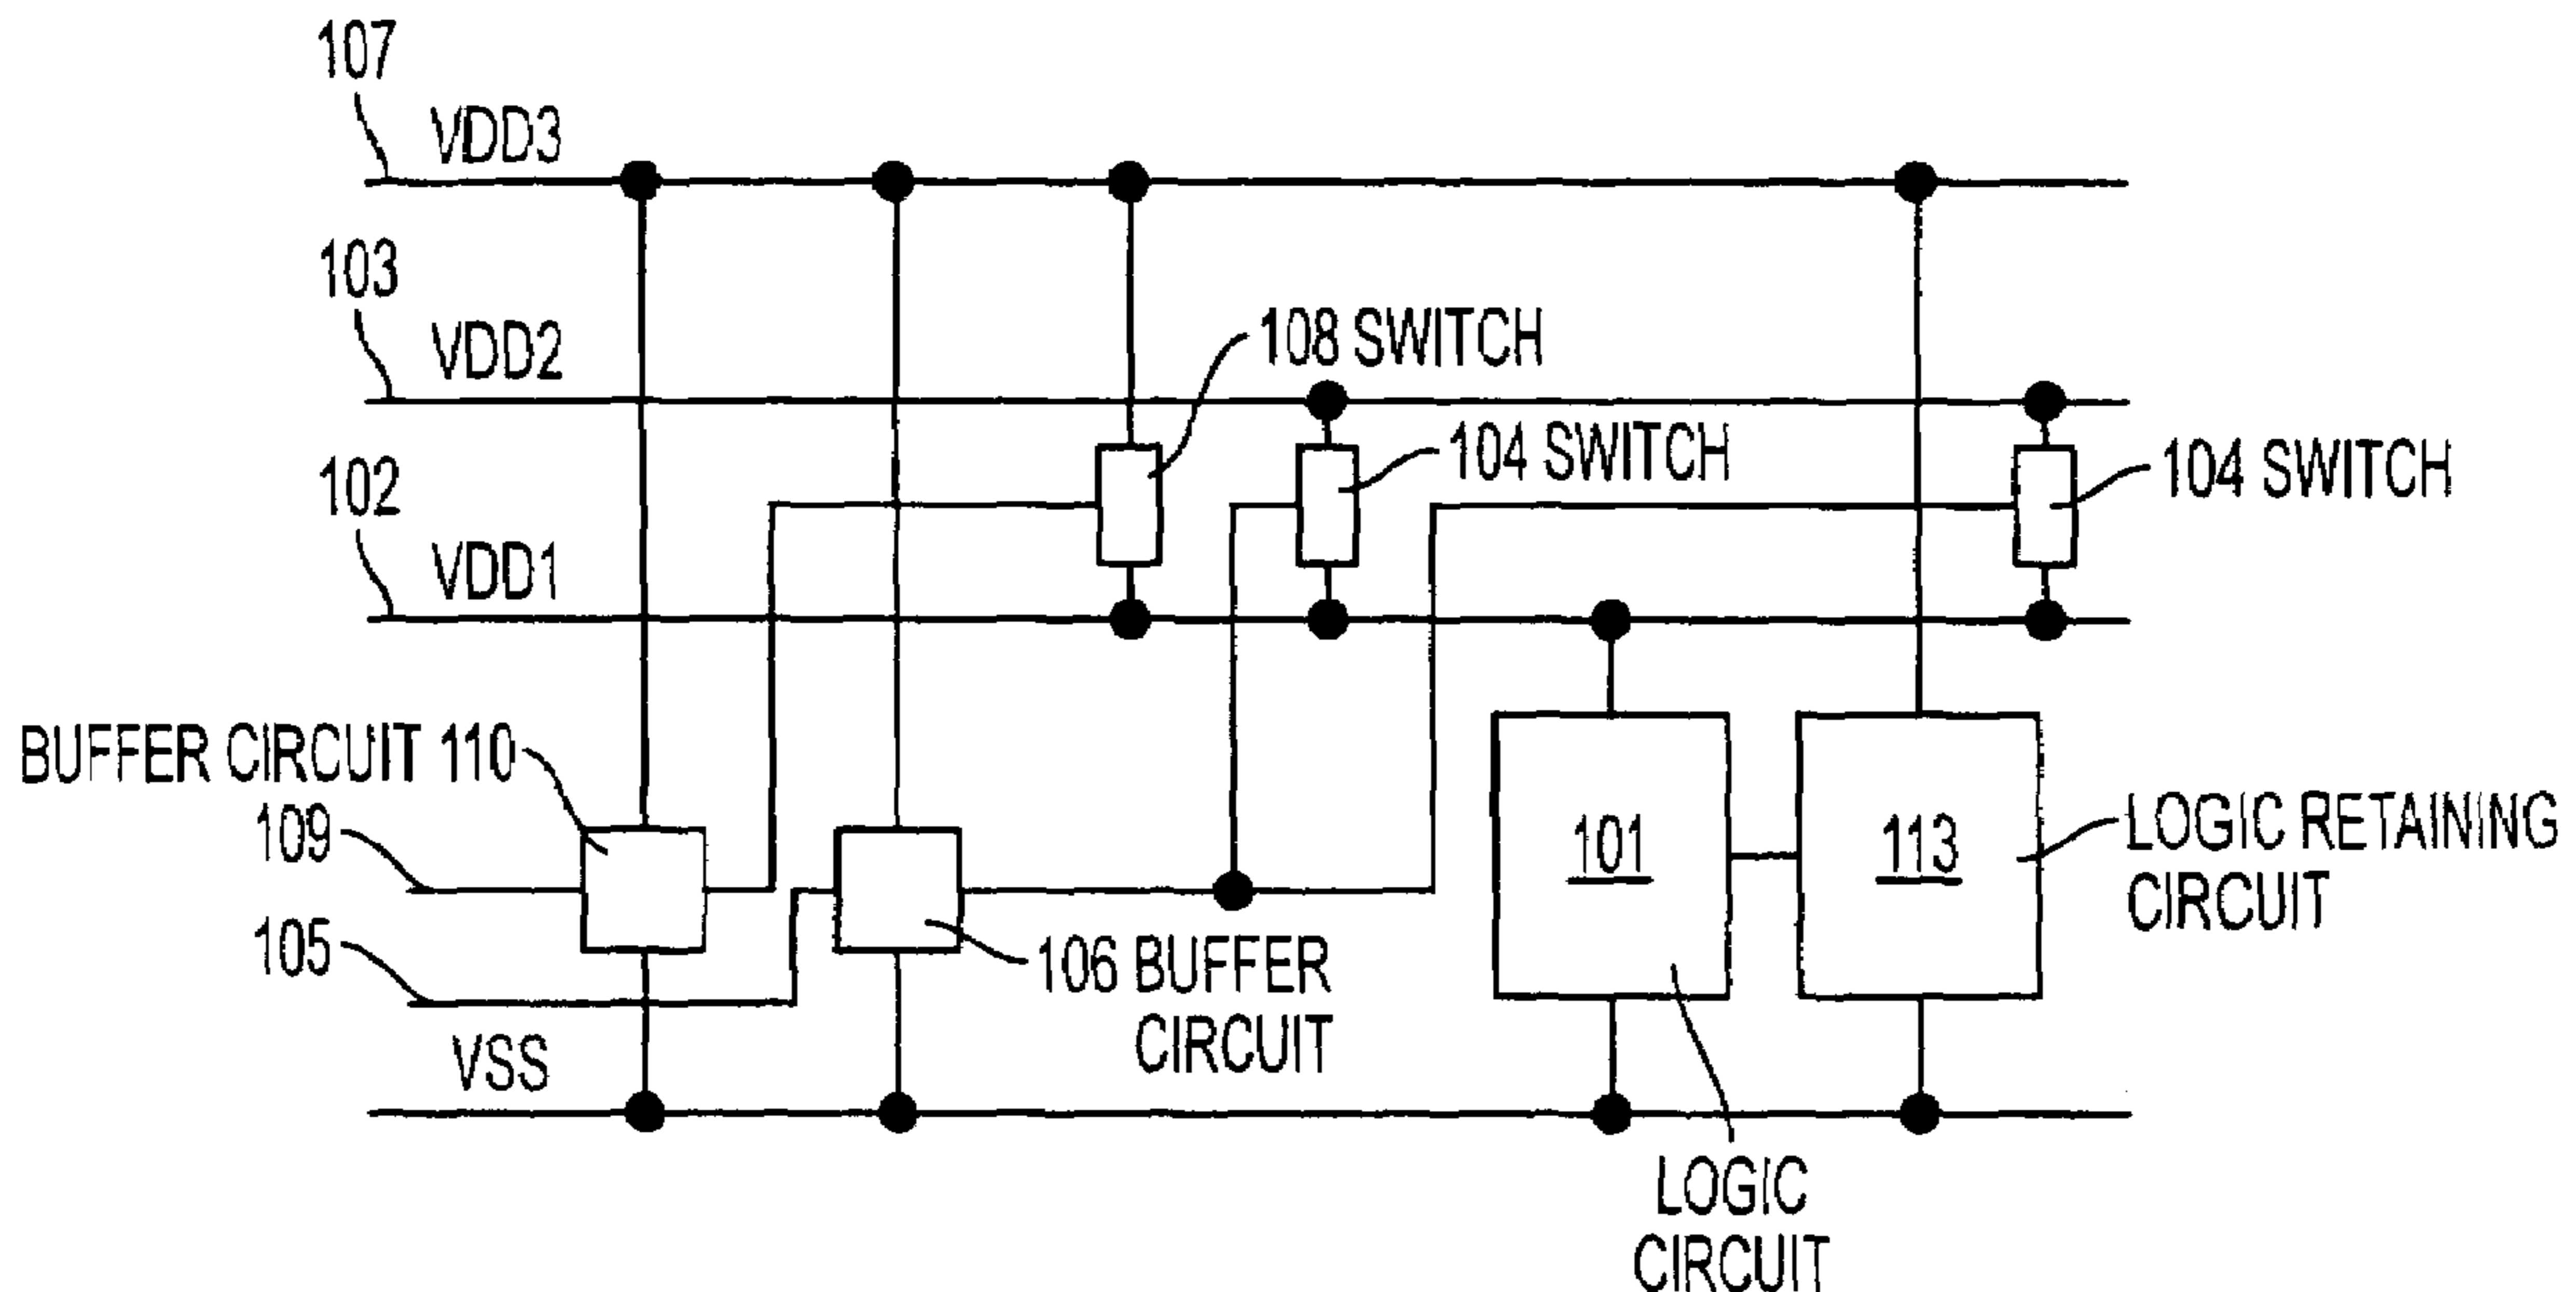 107
VDD3
103
VDD2
108 SWITCH
104 SWITCH
104 SWITCH
102
VDD1
BUFFER CIRCUIT 110
109
101
113
LOGIC RETAINING
CIRCUIT
105
106 BUFFER
CIRCUIT
VSS
LOGIC
CIRCUIT